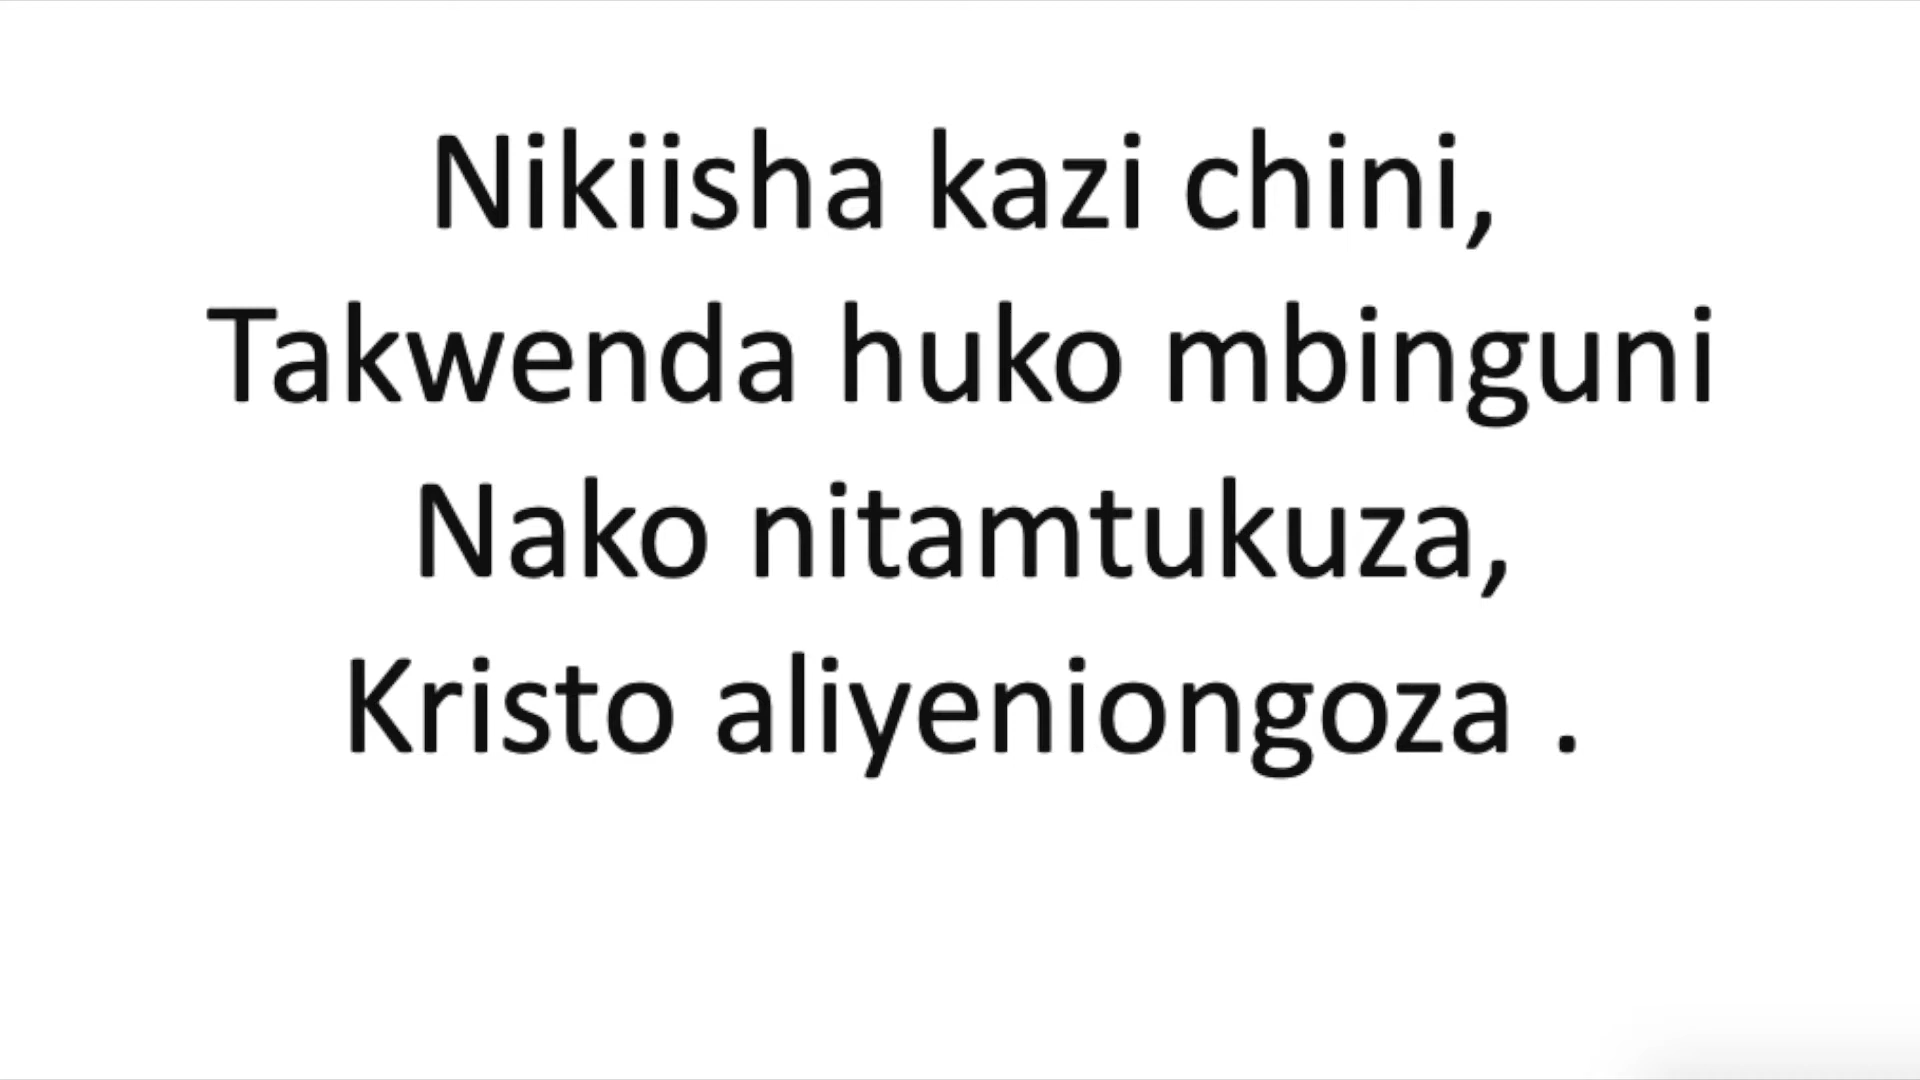 Nikiisha kazi chini,
Takwenda huko mbinguni
Nako nitamtukuza,
Kristo aliyeniongoza .